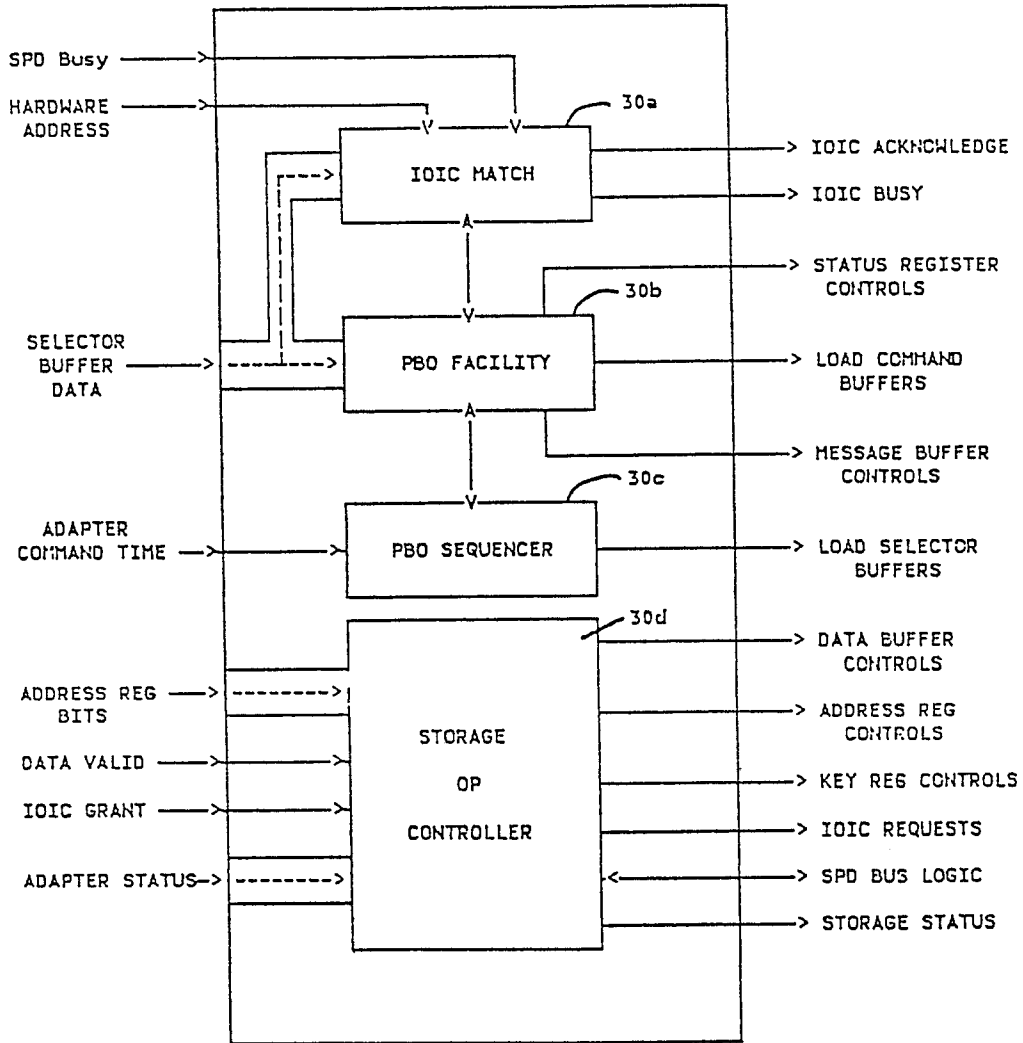 SPD Busy
HARDWARE
ADDRESS
30a
IOIC MATCH
IOIC ACKNOWLEDGE
IOIC BUSY
STATUS REGISTER
CONTROLS
30b
SELECTOR
BUFFER
DATA
PBO FACILITY
LOAD COMMAND
BUFFERS
MESSAGE BUFFER
CONTROLS
30c
ADAPTER
COMMAND TIME
PBO SEQUENCER
LOAD SELECTOR
BUFFERS
30d
DATA BUFFER
CONTROLS
ADDRESS REG
BITS
ADDRESS REG
CONTROLS
STORAGE
OP
CONTROLLER
DATA VALID
KEY REG CONTROLS
IOIC GRANT
IOIC REQUESTS
ADAPTER STATUS
SPD BUS LOGIC
STORAGE STATUS